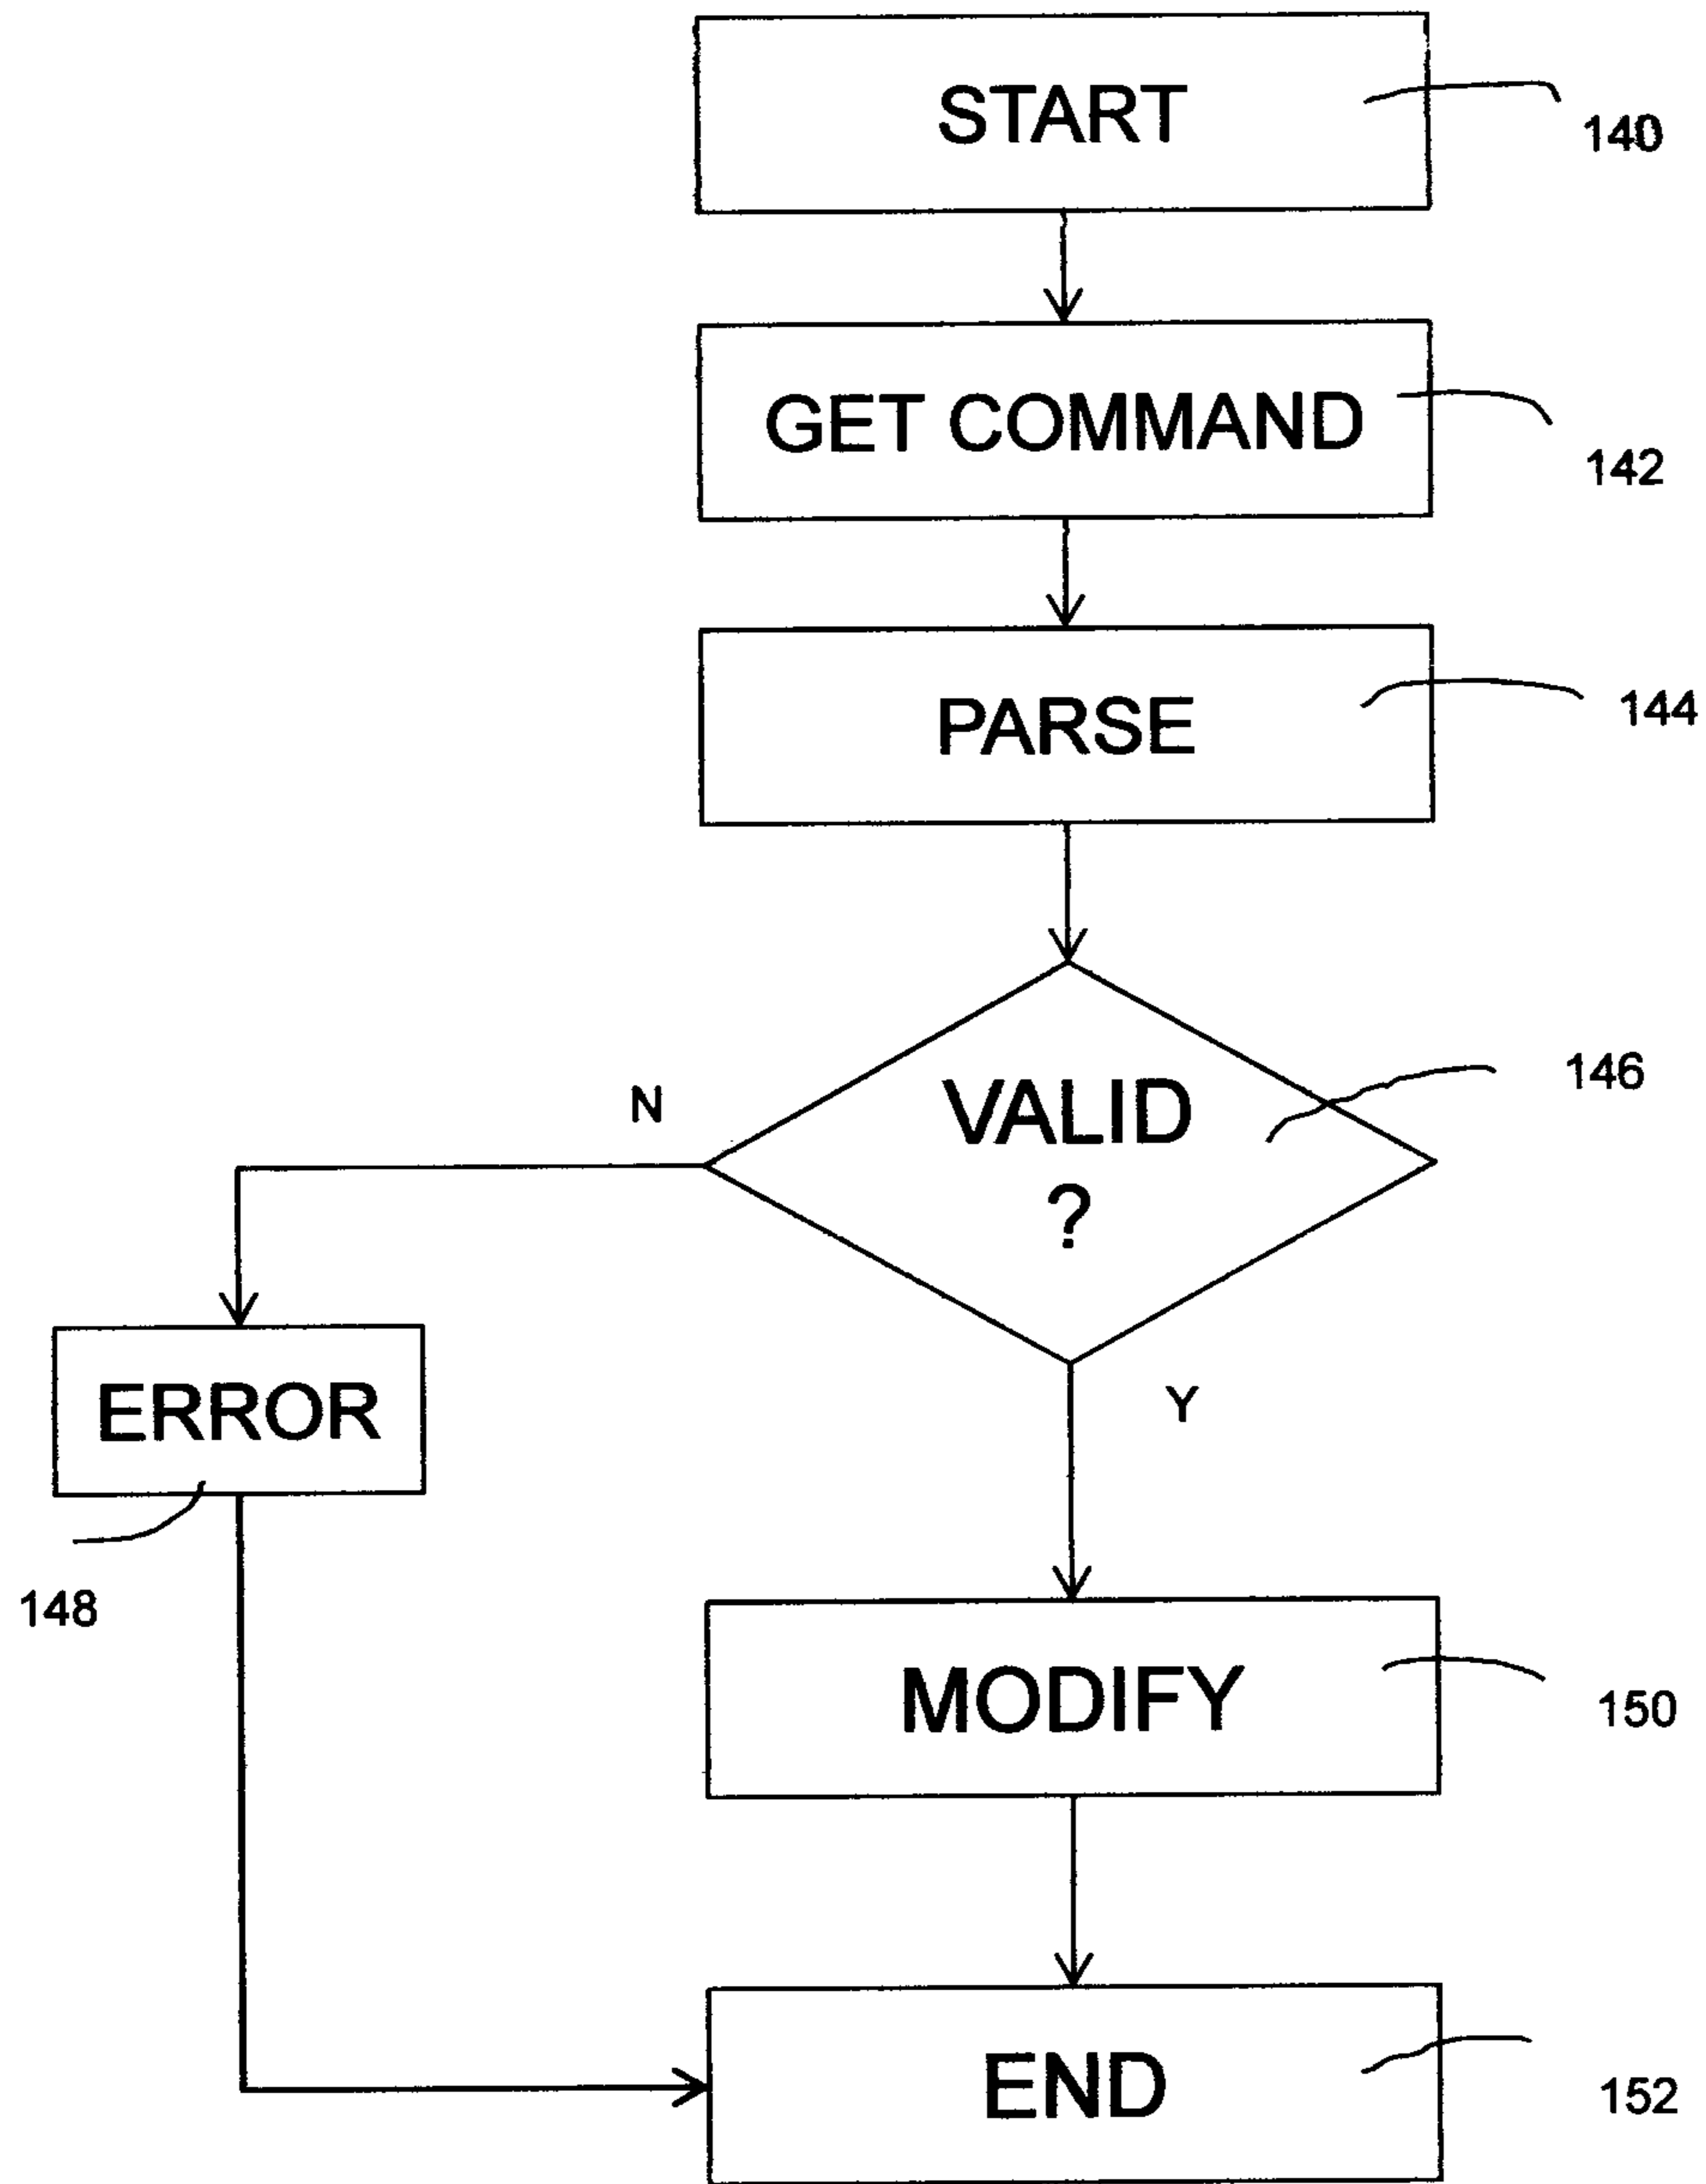 START
140
GET COMMAND
142
PARSE
144
VALID
?
146
N
Y
ERROR
148
MODIFY
150
END
152